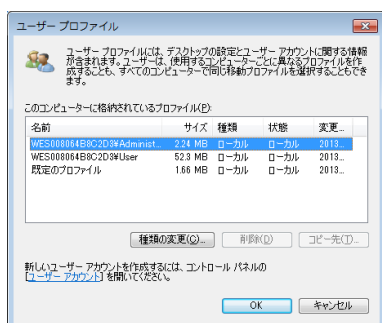 ユーザー プロファイル
ユーザー プロファイルには、デスクトップの設定とユーザー アカウントに関する情報
が含まれます。ユーザーは、使用するコンピューターごとに異なるプロファイルを作
成することも、すべてのコンピューターで同じ移動プロファイルを選択することもでき
ます。
このコンピューターに格納されているプロファイル(P):
名前 サイズ 種類 状態 変更...
WES008064B8C2D3¥Administ... 2.24 MB ローカル ローカル 2013...
WES008064B8C2D3¥User 52.3 MB ローカル ローカル 2013...
既定のプロファイル 1.66 MB ローカル ローカル 2013...
種類の変更(C)... 削除(D) コピー先(T)...
新しいユーザー アカウントを作成するには、コントロール パネルの
[ユーザー アカウント] を開いてください。
OK キャンセル